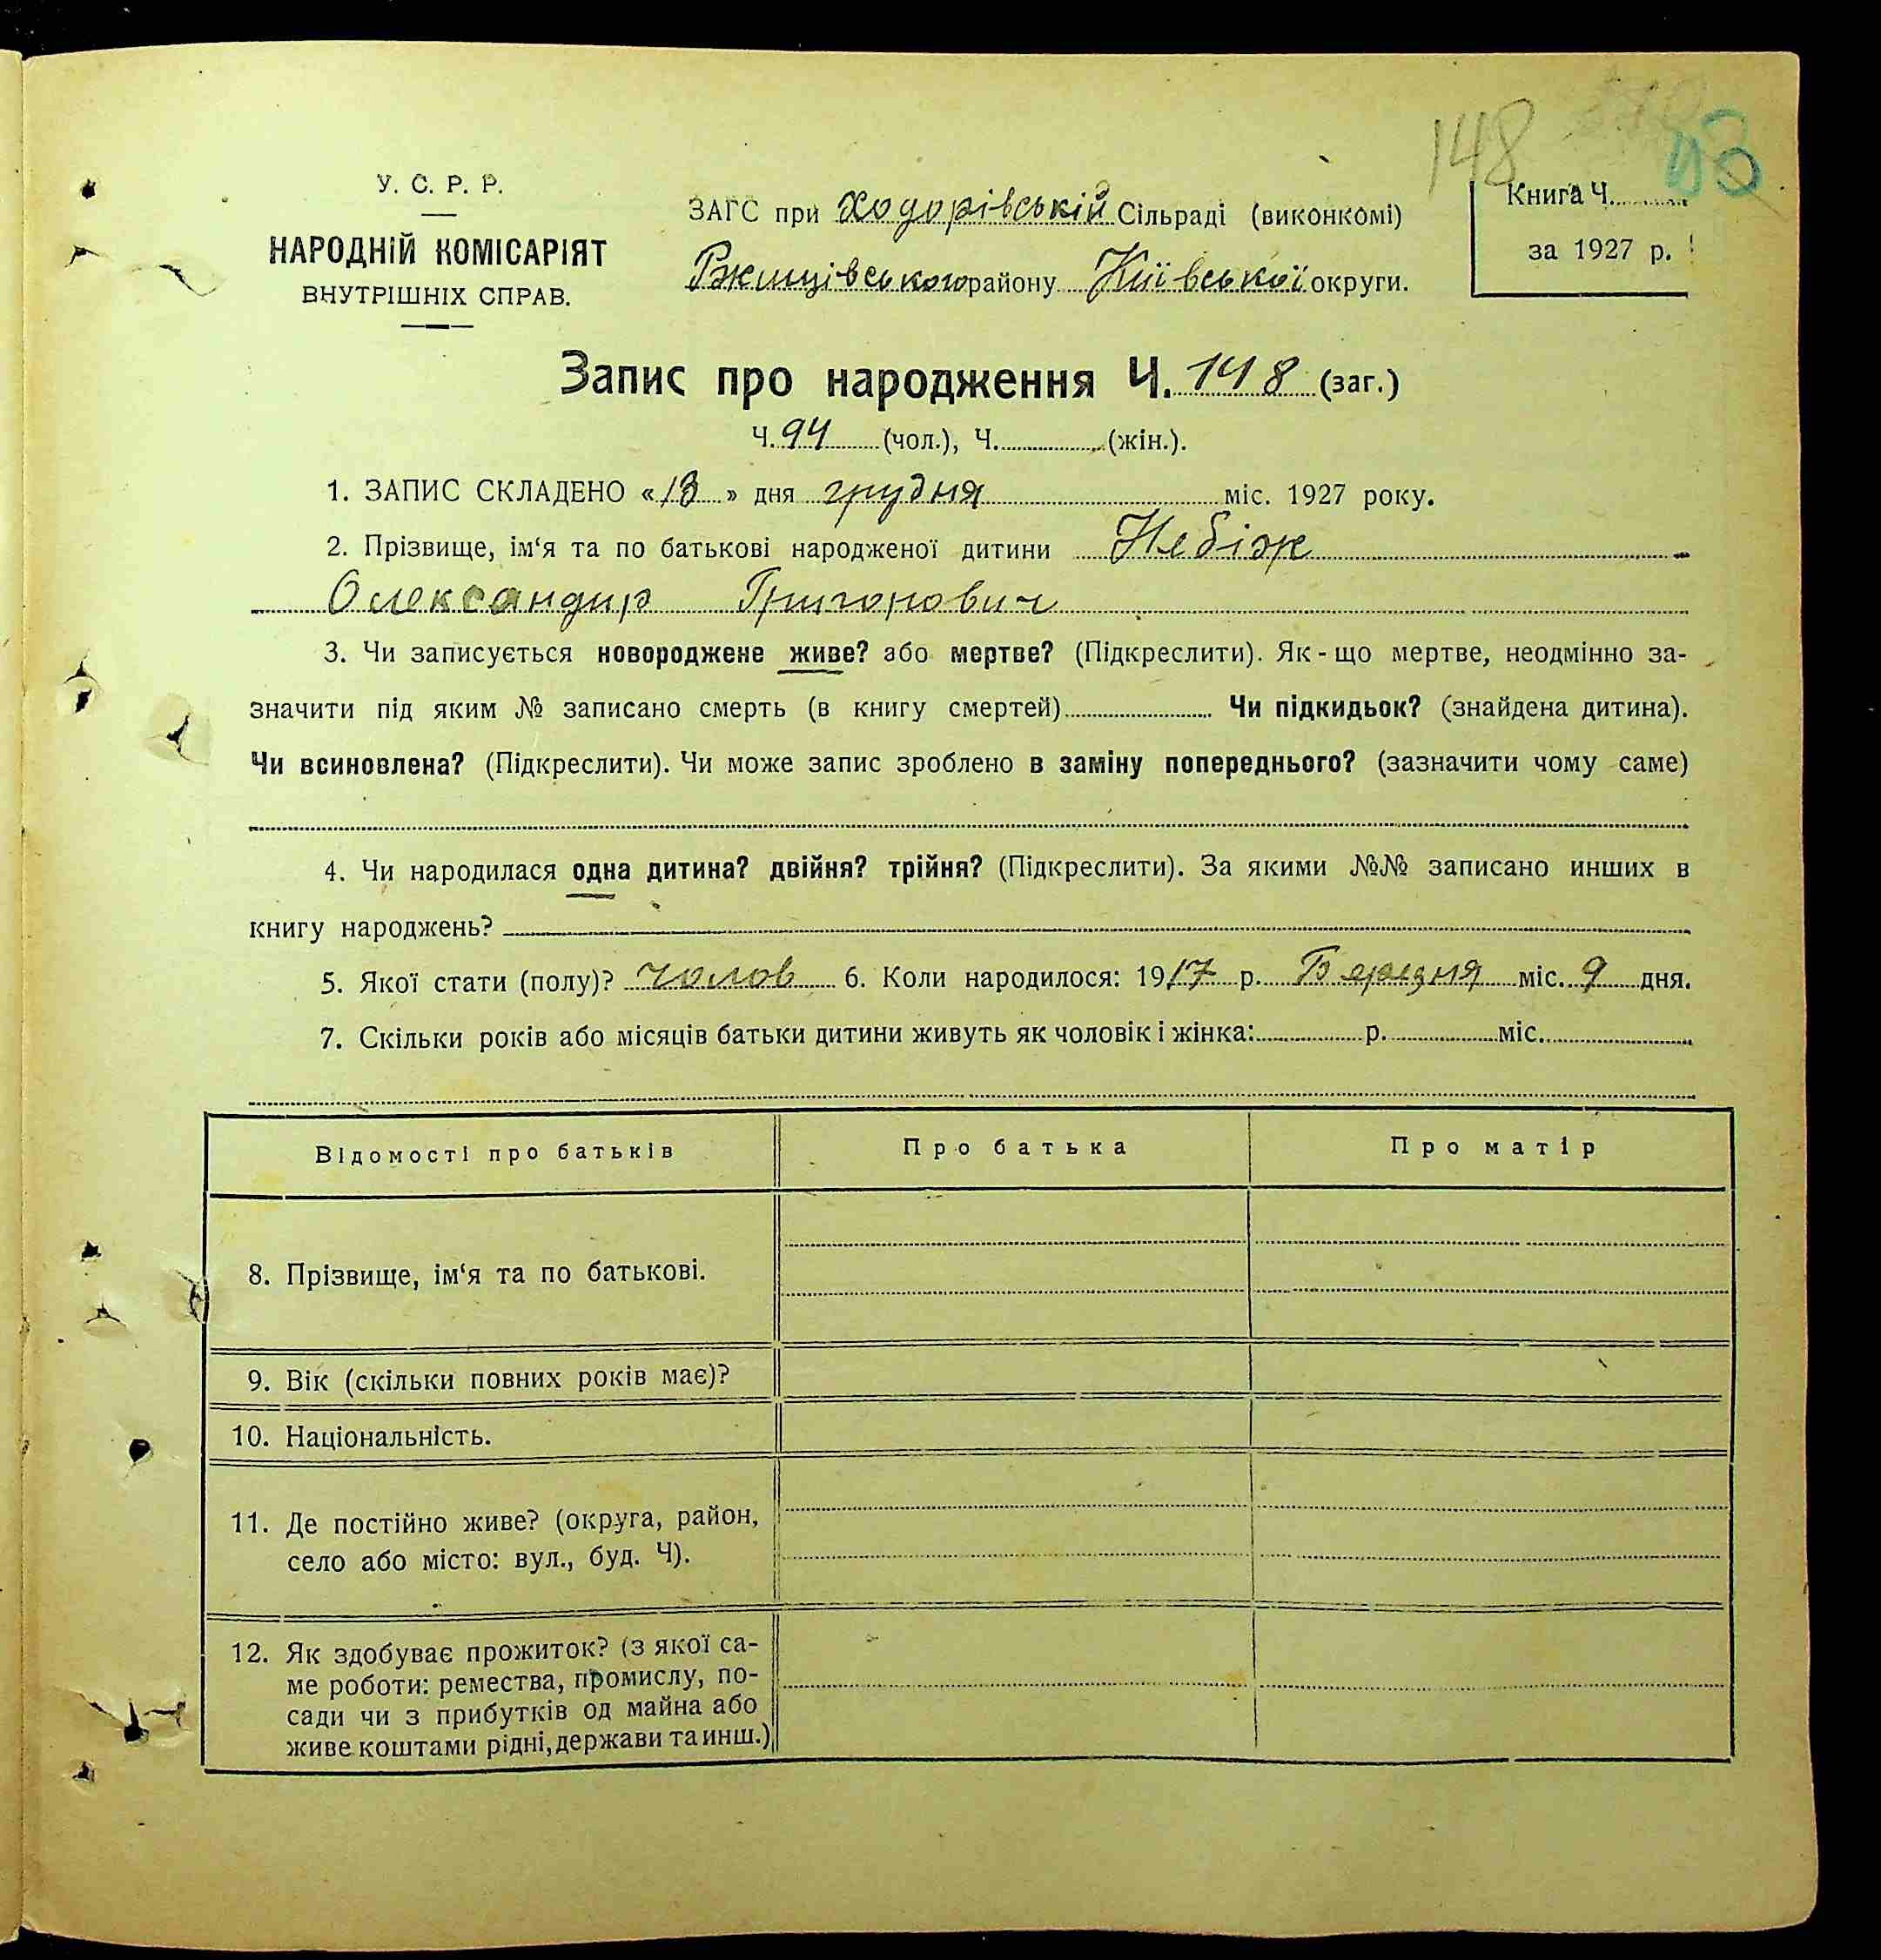 148
У. С. Р. Р.
НАРОДНІЙ КОМІСАРІЯТ
ВНУТРІШНІХ СПРАВ.
ЗАГС при Ходорівській Сільраді (виконкомі)
Ржищівського району Київської округи.
Книга Ч.
за 1927 р.
Запис про народження Ч. 148 (заг.)
Ч. 94 (чол.), Ч. (жін.).
1. ЗАПИС СКЛАДЕНО «13» дня грудня міс. 1927 року.
2. Прізвище, ім‘я та по батькові народженої дитини Небіж
Олександир Григорович
3. Чи записується новороджене живе? або мертве? (Підкреслити). Як-що мертве, неодмінно за-
значити під яким № записано смерть (в книгу смертей) Чи підкидьок? (знайдена дитина).
Чи всиновлена? (Підкреслити). Чи може запис зроблено в заміну попереднього? (зазначити чому саме)
4. Чи народилася одна дитина? двійня? трійня? (Підкреслити). За якими №№ записано инших в
книгу народжень?
5. Якої стати (полу)? чолов 6. Коли народилося: 1917 р. Березня міс. 9 дня.
7. Скільки років або місяців батьки дитини живуть як чоловік і жінка: р. міс.
Відомості про батьків Про батька Про матір
8. Прізвище, ім‘я та по батькові.
9. Вік (скільки повних років має)?
10. Національність.
11. Де постійно живе? (округа, район,
село або місто: вул., буд. Ч).
12. Як здобуває прожиток? (з якої са-
ме роботи: ремества, промислу, по-
сади чи з прибутків од майна або
живе коштами рідні, держави та инш.)